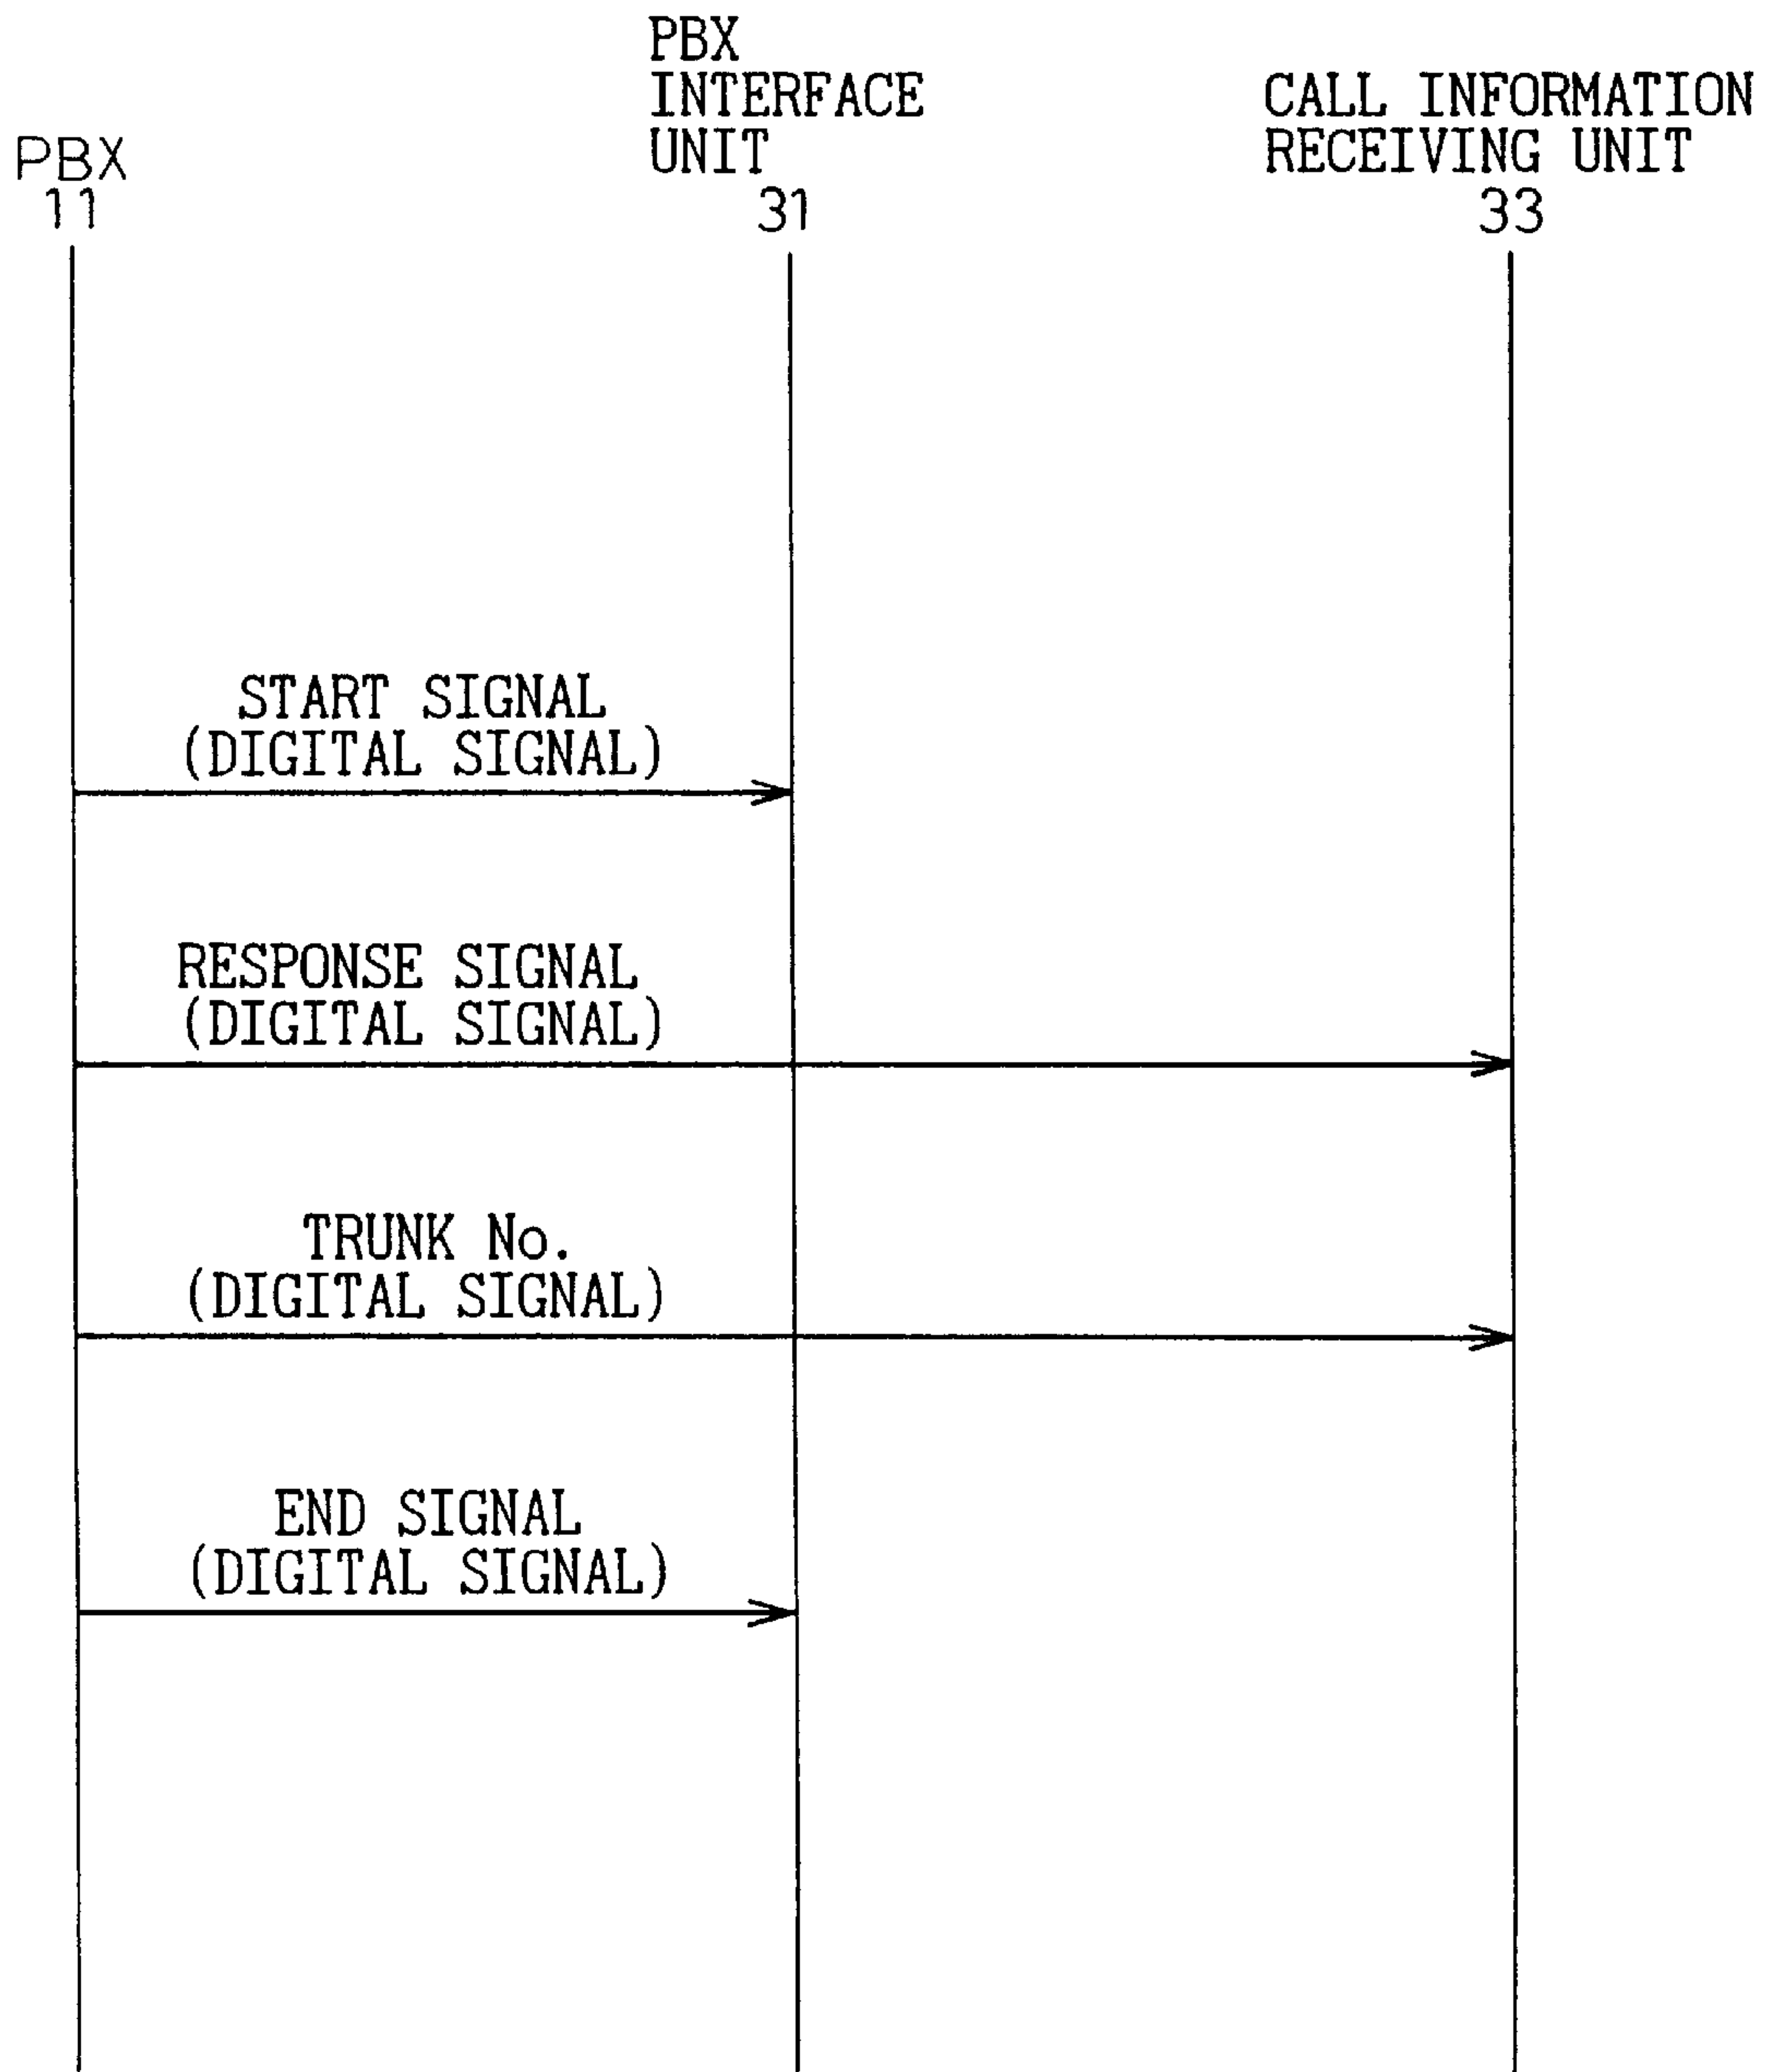 PBX
11
PBX
INTERFACE
UNIT
31
CALL INFORMATION
RECEIVING UNIT
33
START SIGNAL
(DIGITAL SIGNAL)
RESPONSE SIGNAL
(DIGITAL SIGNAL)
TRUNK No.
(DIGITAL SIGNAL)
END SIGNAL
(DIGITAL SIGNAL)